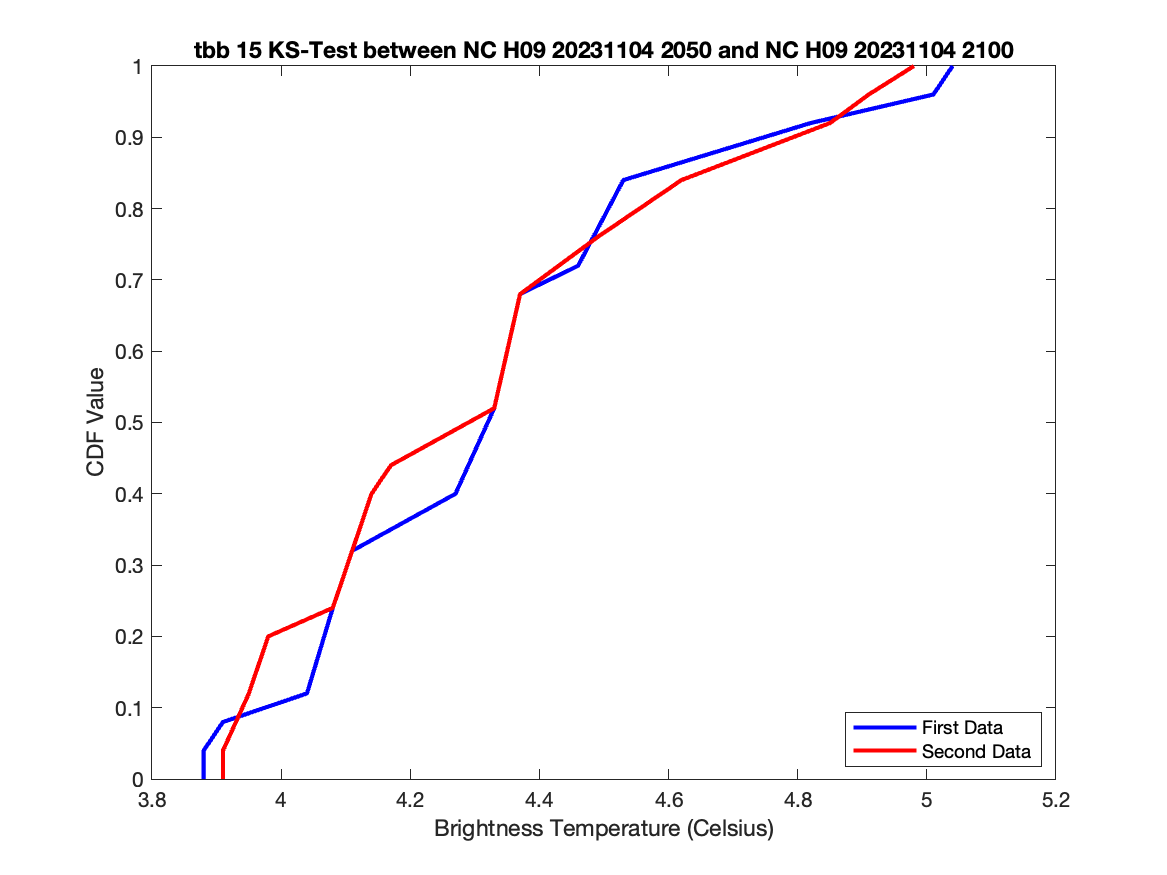 tbb 15 KS-Test between NC H09 20231104 2050 and NC H09 20231104 2100
1
0.9
0.8
0.7
0.6
0.5
0.4
0.3
0.2
0.1
0
CDF Value
First Data
Second Data
3.8 4 4.2 4.4 4.6 4.8 5 5.2
Brightness Temperature (Celsius)